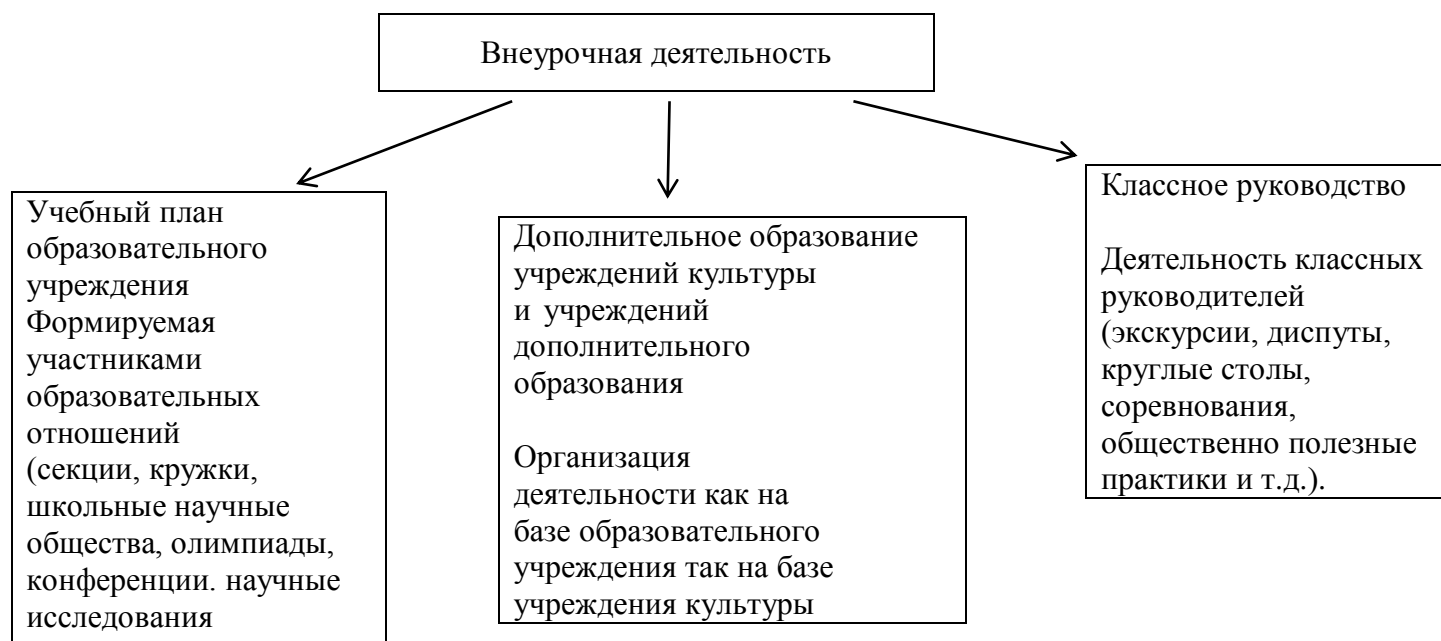 Внеурочная деятельность
Учебный план
образовательного
учреждения
Формируемая
участниками
образовательных
отношений
(секции, кружки,
школьные научные
общества, олимпиады,
конференции. научные
исследования
Дополнительное образование
учреждений культуры
и учреждений
дополнительного
образования
Организация
деятельности как на
базе образовательного
учреждения так на базе
учреждения культуры
Классное руководство
Деятельность классных
руководителей
(экскурсии, диспуты,
круглые столы,
соревнования,
общественно полезные
практики и т.д.).